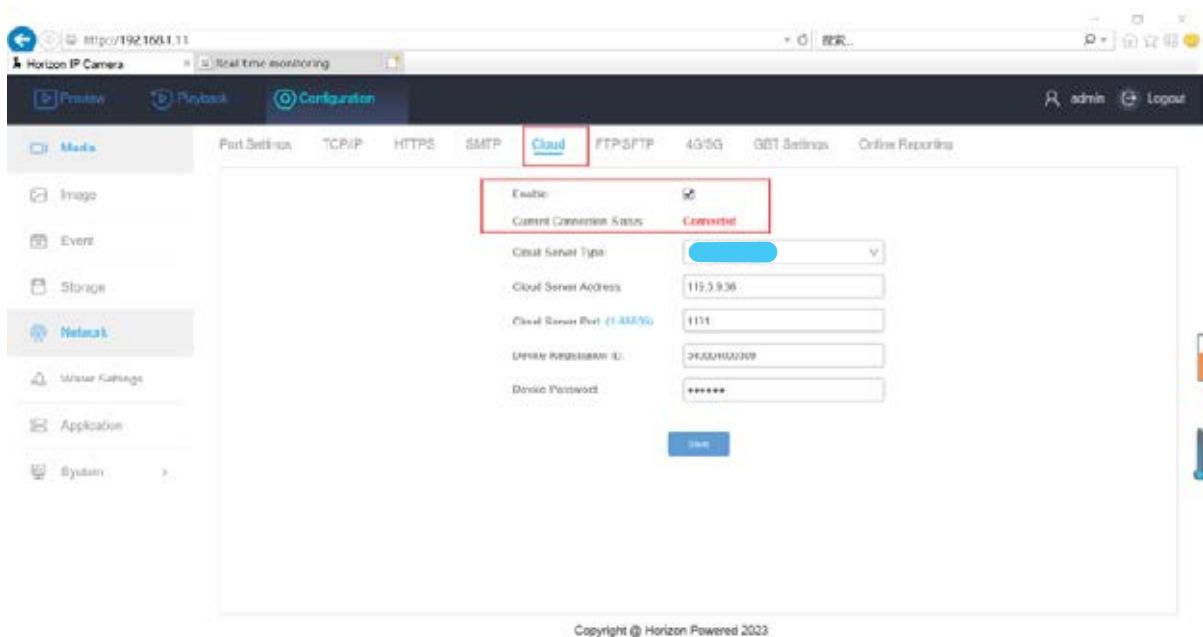 http://192.168.1.11
搜索...
Horizon IP Camera
Real time monitoring
Preview
Playback
Configuration
admin
Logout
Media
Port Settings TCP/IP HTTPS SMTP Cloud FTP\SFTP 4G/5G GBT Settings Online Reporting
Image
Enable
Current Connection Status Connected
Event
Cloud Server Type
Storage
Cloud Server Address
Network
Cloud Server Port
Device Registration ID
Device Password ••••••
Application
Save
System
Copyright @ Horizon Powered 2023